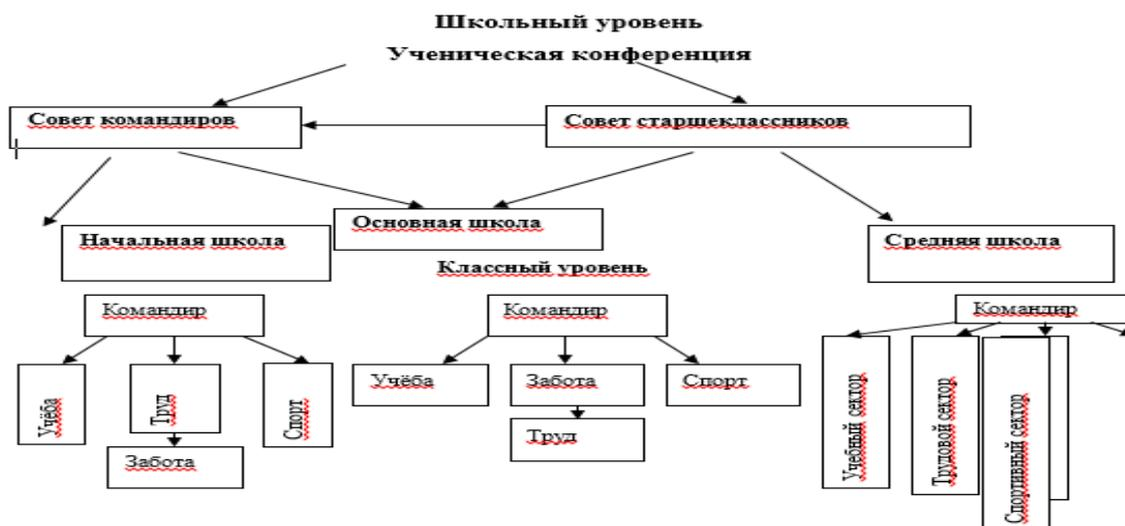 Школьный уровень
Ученическая конференция
Совет командиров
Совет старшеклассников
Основная школа
Начальная школа
Средняя школа
Классный уровень
Командир
Командир
Командир
Учёба
Труд
Спорт
Забота
Учёба
Забота
Спорт
Труд
Учебный сектор
Трудовой сектор
Спортивный сектор